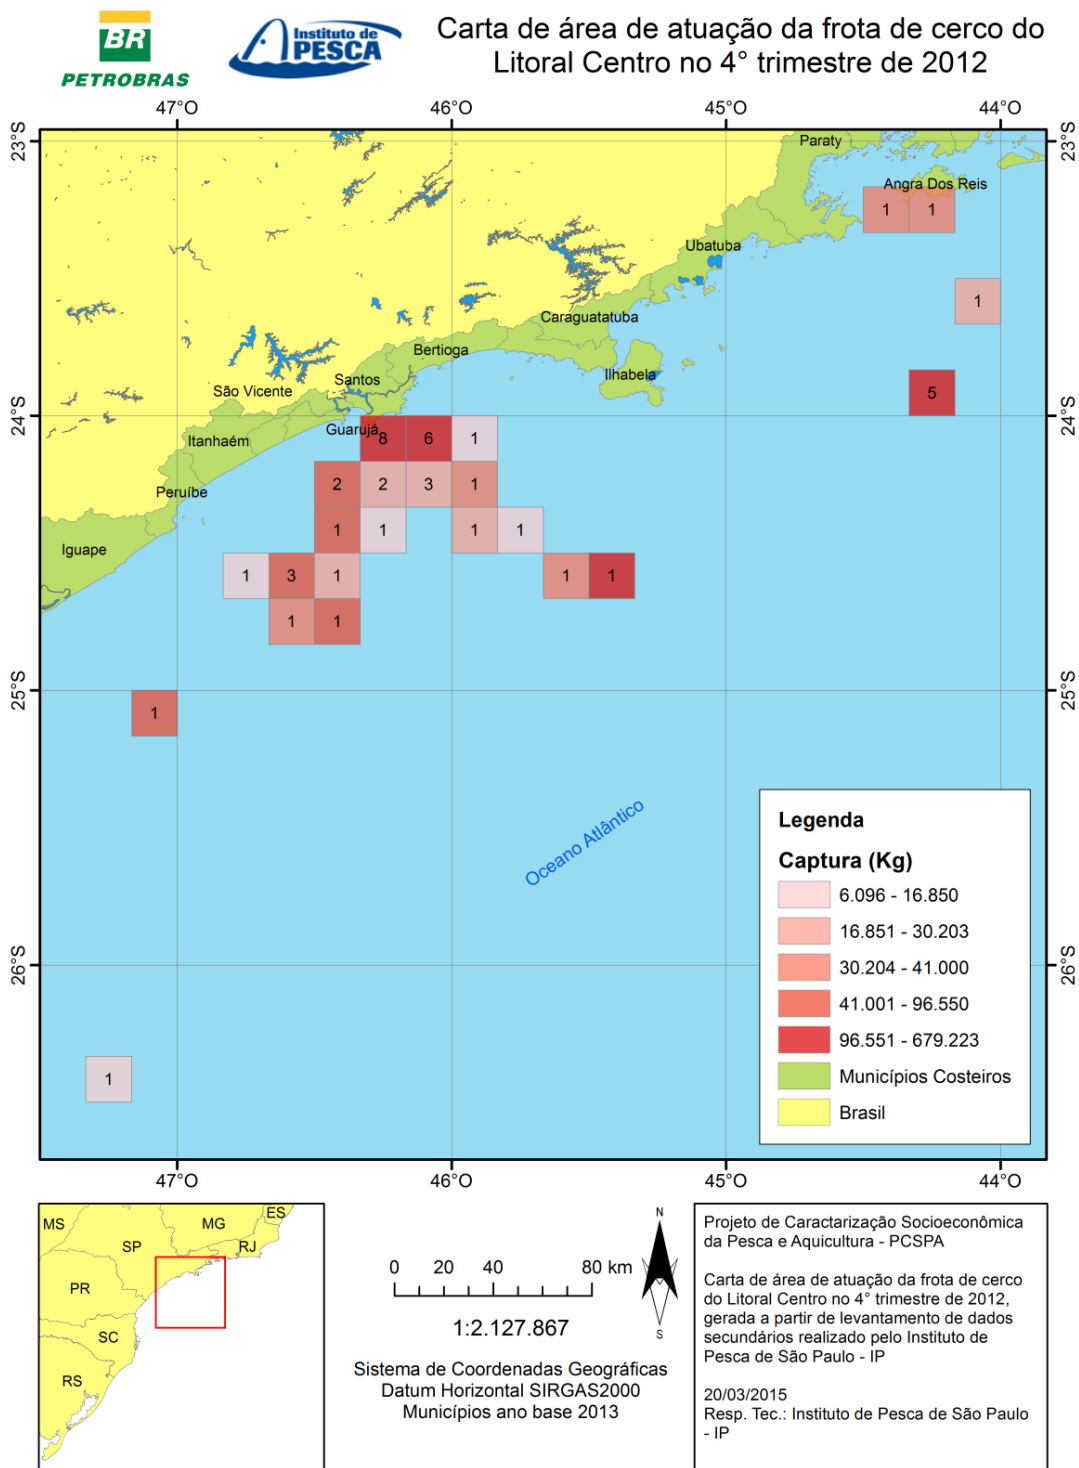 BR
PETROBRAS
Instituto de
PESCA
Carta de área de atuação da frota de cerco do
Litoral Centro no 4° trimestre de 2012
47°O 46°O 45°O 44°O
23°S 23°S
Paraty
Angra Dos Reis
1 1
Ubatuba
1
Caraguatatuba
Bertioga
Ilhabela
Santos
São Vicente
5
24°S 24°S
Guarujá
8 6 1
Itanhaém
2 2 3 1
Peruíbe
1 1 1 1
Iguape
1 3 1 1 1
1 1
25°S 25°S
1
Oceano Atlântico
26°S 26°S
1
Legenda
Captura (Kg)
6.096 - 16.850
16.851 - 30.203
30.204 - 41.000
41.001 - 96.550
96.551 - 679.223
Municípios Costeiros
Brasil
47°O 46°O 45°O 44°O
MS
MG
ES
SP
RJ
PR
SC
RS
0 20 40 80 km
1:2.127.867
N
S
Sistema de Coordenadas Geográficas
Datum Horizontal SIRGAS2000
Municípios ano base 2013
Projeto de Caractarização Socioeconômica
da Pesca e Aquicultura - PCSPA
Carta de área de atuação da frota de cerco
do Litoral Centro no 4° trimestre de 2012,
gerada a partir de levantamento de dados
secundários realizado pelo Instituto de
Pesca de São Paulo - IP
20/03/2015
Resp. Tec.: Instituto de Pesca de São Paulo
- IP